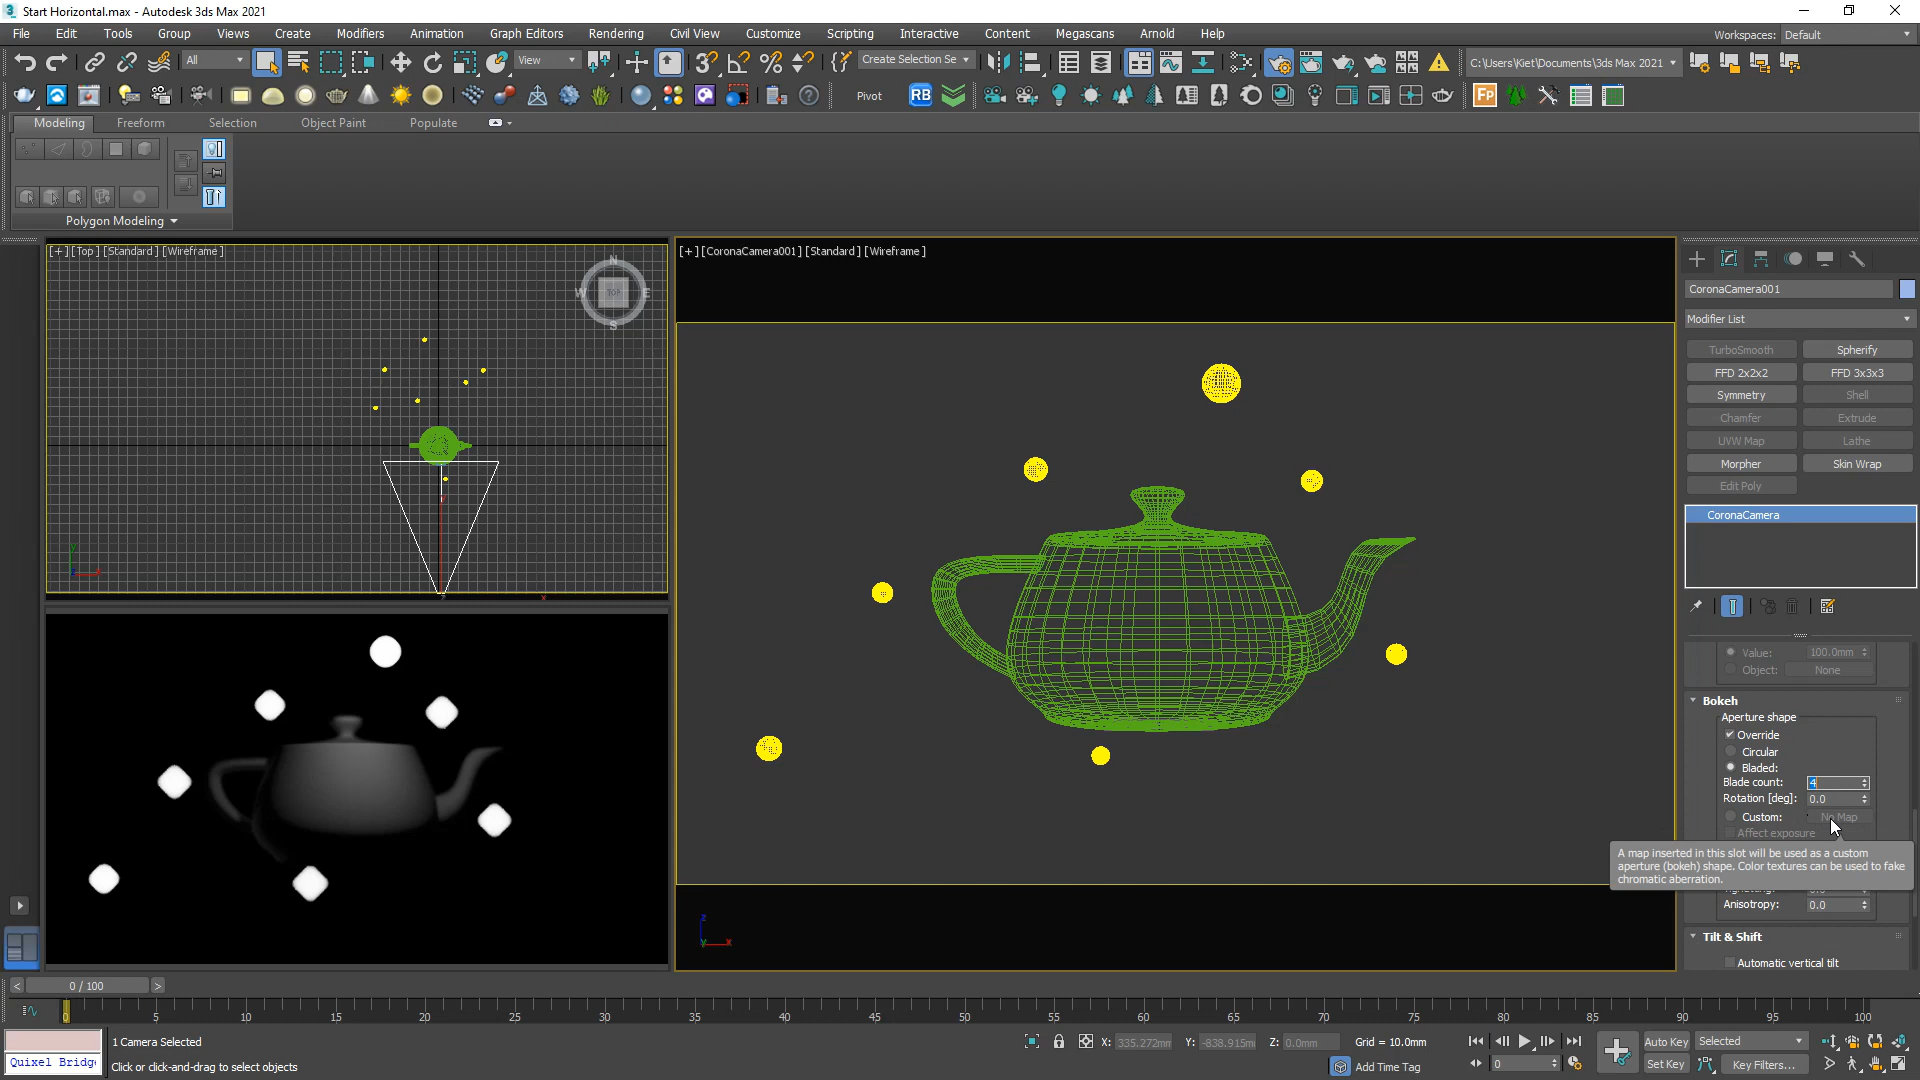 Start Horizontal.max - Autodesk 3ds Max 2021
File Edit Tools Group Views Create Modifiers Animation Graph Editors Rendering Civil View Customize Scripting Interactive Content Megascans Arnold Help Workspaces: Default
All View Create Selection Se C:\Users\Kiet\Documents\3ds Max 2021
Pivot RB Fp
Modeling Freeform Selection Object Paint Populate
Polygon Modeling
[+] [Top] [Standard] [Wireframe]
N
W TOP E
S
y
x
[+] [CoronaCamera001] [Standard] [Wireframe]
z
y x
CoronaCamera001
Modifier List
TurboSmooth Spherify
FFD 2x2x2 FFD 3x3x3
Symmetry Shell
Chamfer Extrude
UVW Map Lathe
Morpher Skin Wrap
Edit Poly
CoronaCamera
Value: 100.0mm
Object: None
Bokeh
Aperture shape
Override
Circular
Bladed:
Blade count: 4
Rotation [deg]: 0.0
Custom: No Map
Affect exposure
A map inserted in this slot will be used as a custom
aperture (bokeh) shape. Color textures can be used to fake
chromatic aberration.
Anisotropy: 0.0
Tilt & Shift
Automatic vertical tilt
< 0 / 100 >
0 5 10 15 20 25 30 35 40 45 50 55 60 65 70 75 80 85 90 95 100
1 Camera Selected
X: 335.272mm Y: -838.915mm Z: 0.0mm Grid = 10.0mm
Auto Key Selected
Quixel Bridg
Click or click-and-drag to select objects
Add Time Tag
0
Set Key Key Filters...